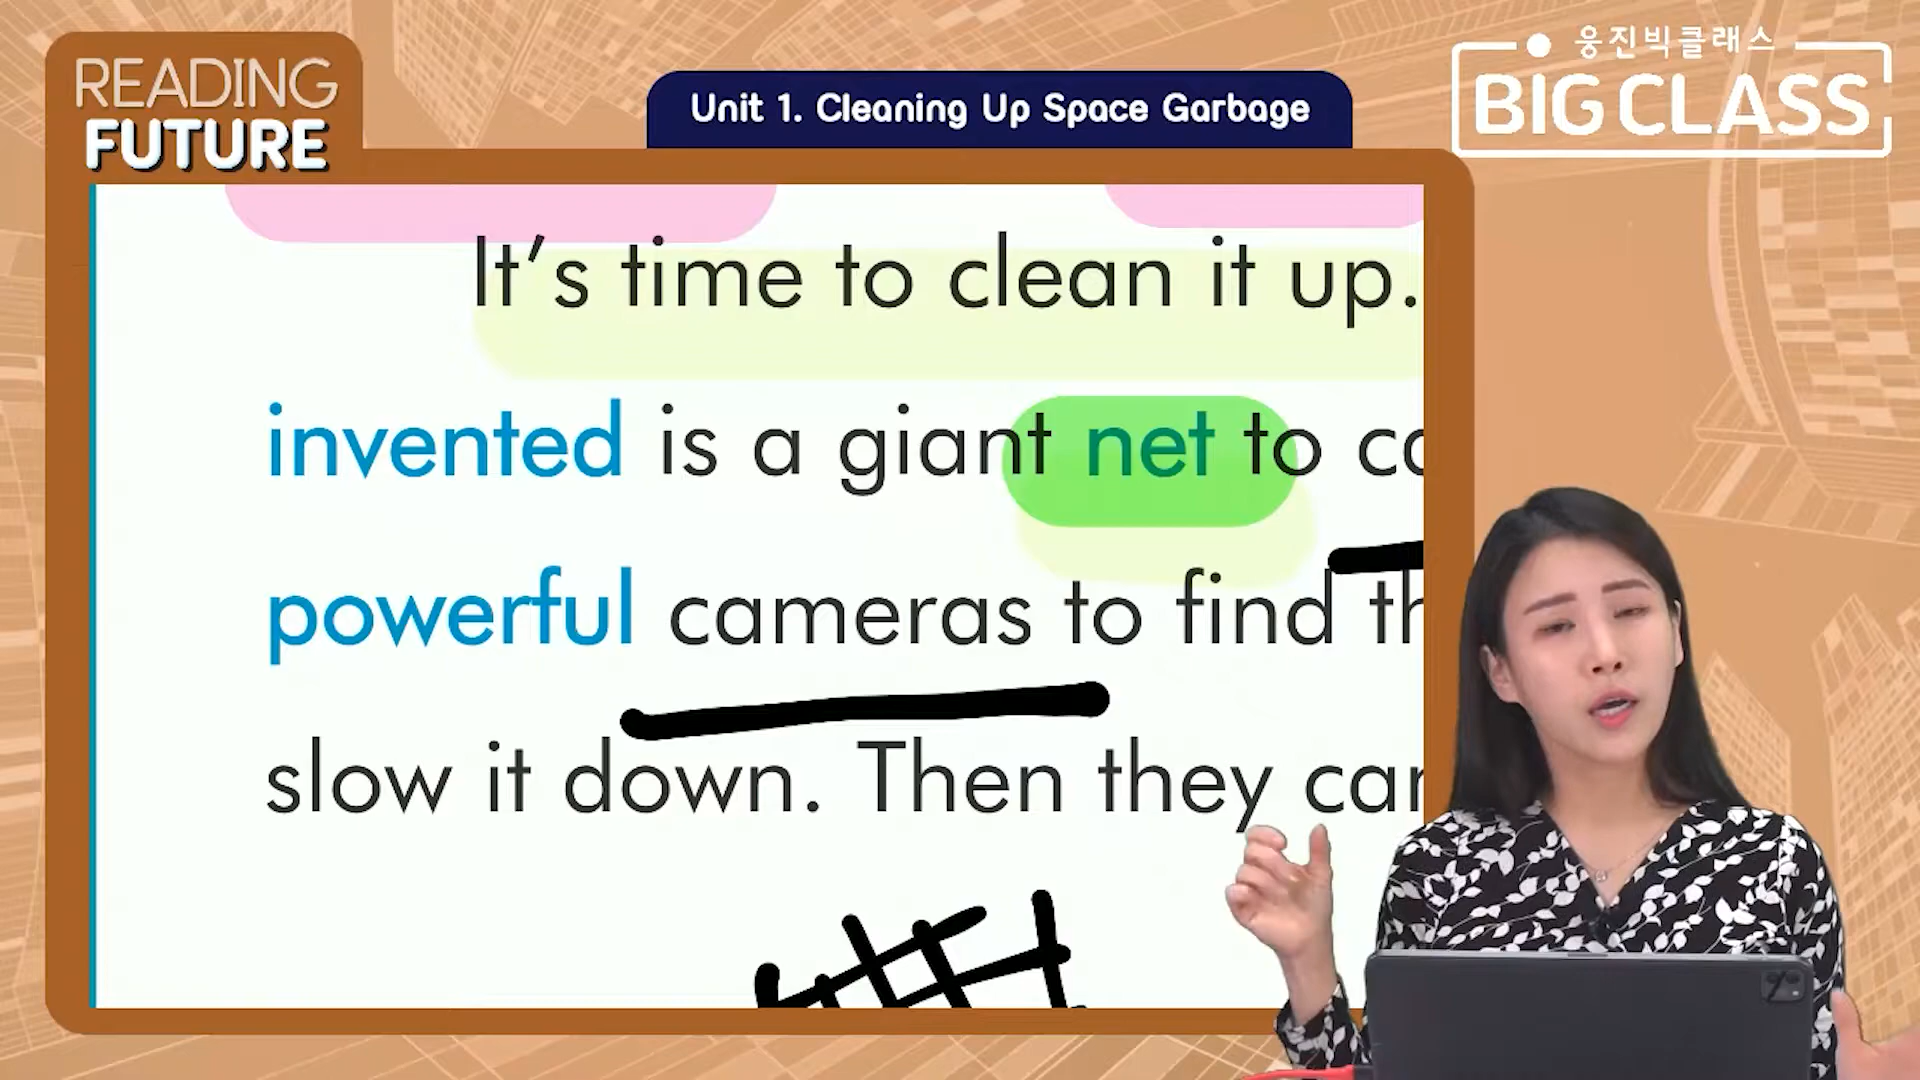 READING
FUTURE
Unit 1. Cleaning Up Space Garbage
웅진빅클래스
BIG CLASS
It's time to clean it up.
invented is a giant net to
powerful cameras to find
slow it down. Then they